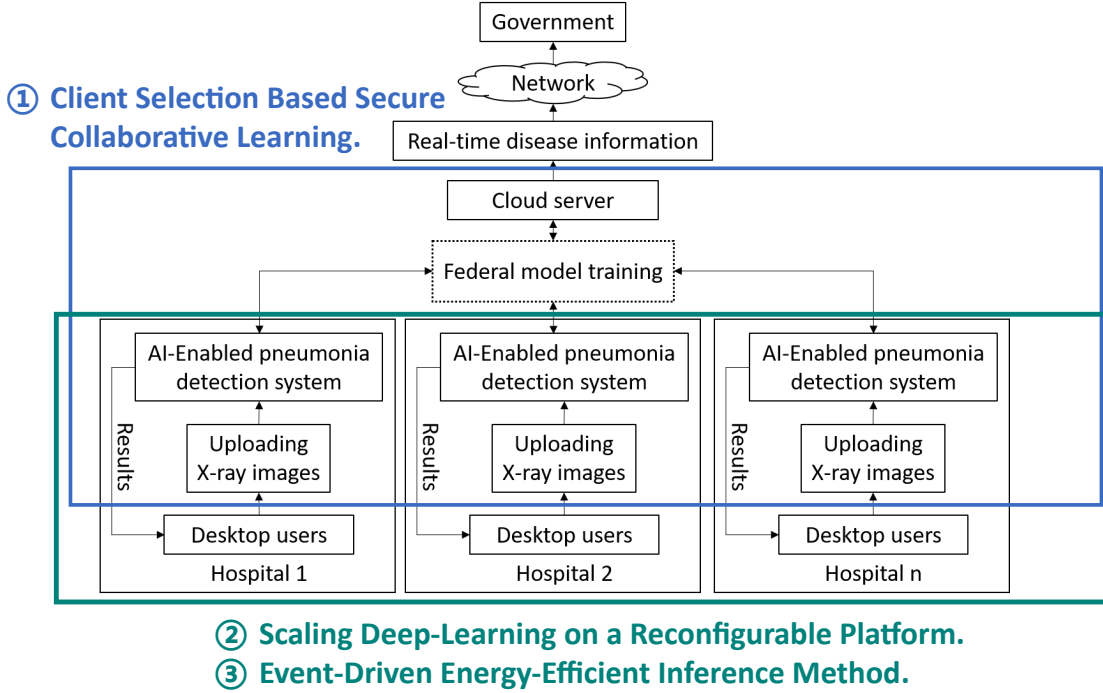 Government
Network
① Client Selection Based Secure
Collaborative Learning.
Real-time disease information
Cloud server
Federal model training
AI-Enabled pneumonia
detection system
Results
Uploading
X-ray images
Desktop users
Hospital 1
AI-Enabled pneumonia
detection system
Results
Uploading
X-ray images
Desktop users
Hospital 2
AI-Enabled pneumonia
detection system
Results
Uploading
X-ray images
Desktop users
Hospital n
② Scaling Deep-Learning on a Reconfigurable Platform.
③ Event-Driven Energy-Efficient Inference Method.